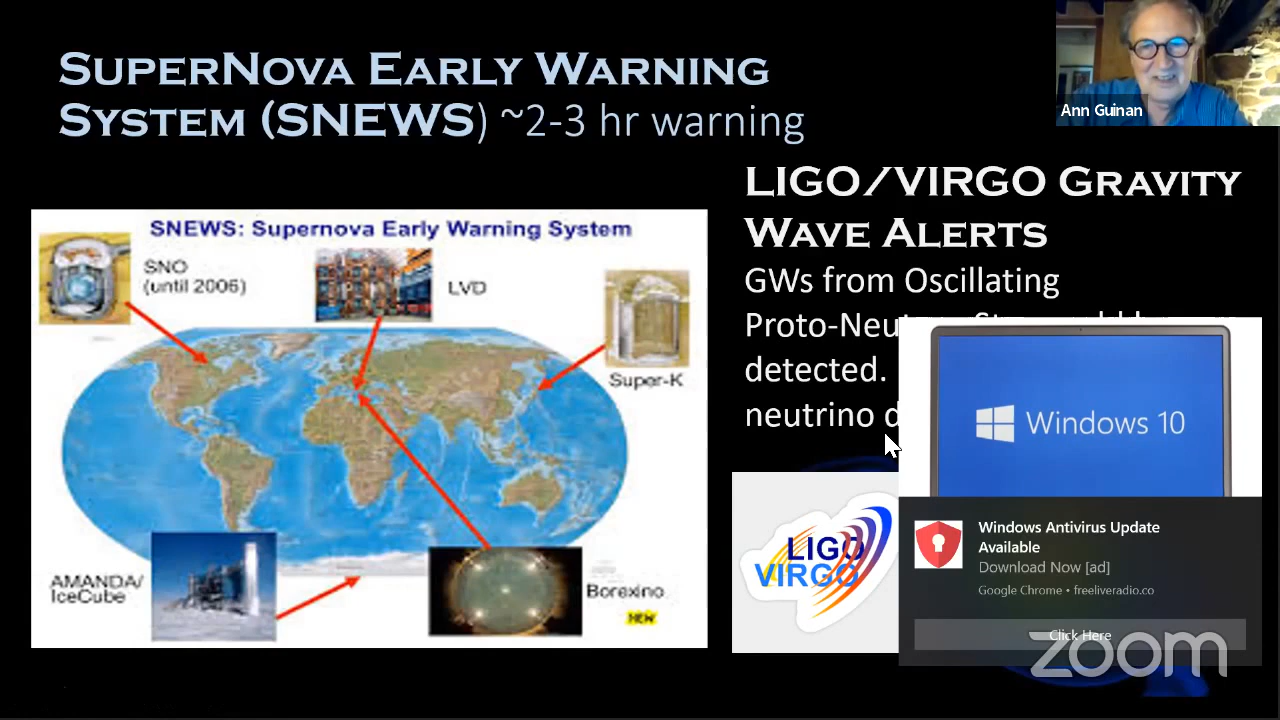 SuperNova Early Warning
System (SNEWS) ~2-3 hr warning
Ann Guinan
LIGO/VIRGO Gravity
Wave Alerts
GWs from Oscillating
Proto-Neu
detected.
neutrino d
SNEWS: Supernova Early Warning System
SNO
(until 2006)
LVD
Super-K
AMANDA/
IceCube
Borexino
NEW
LIGO
VIRGO
Windows 10
Windows Antivirus Update
Available
Download Now [ad]
Google Chrome • freeliveradio.co
Click Here
zoom